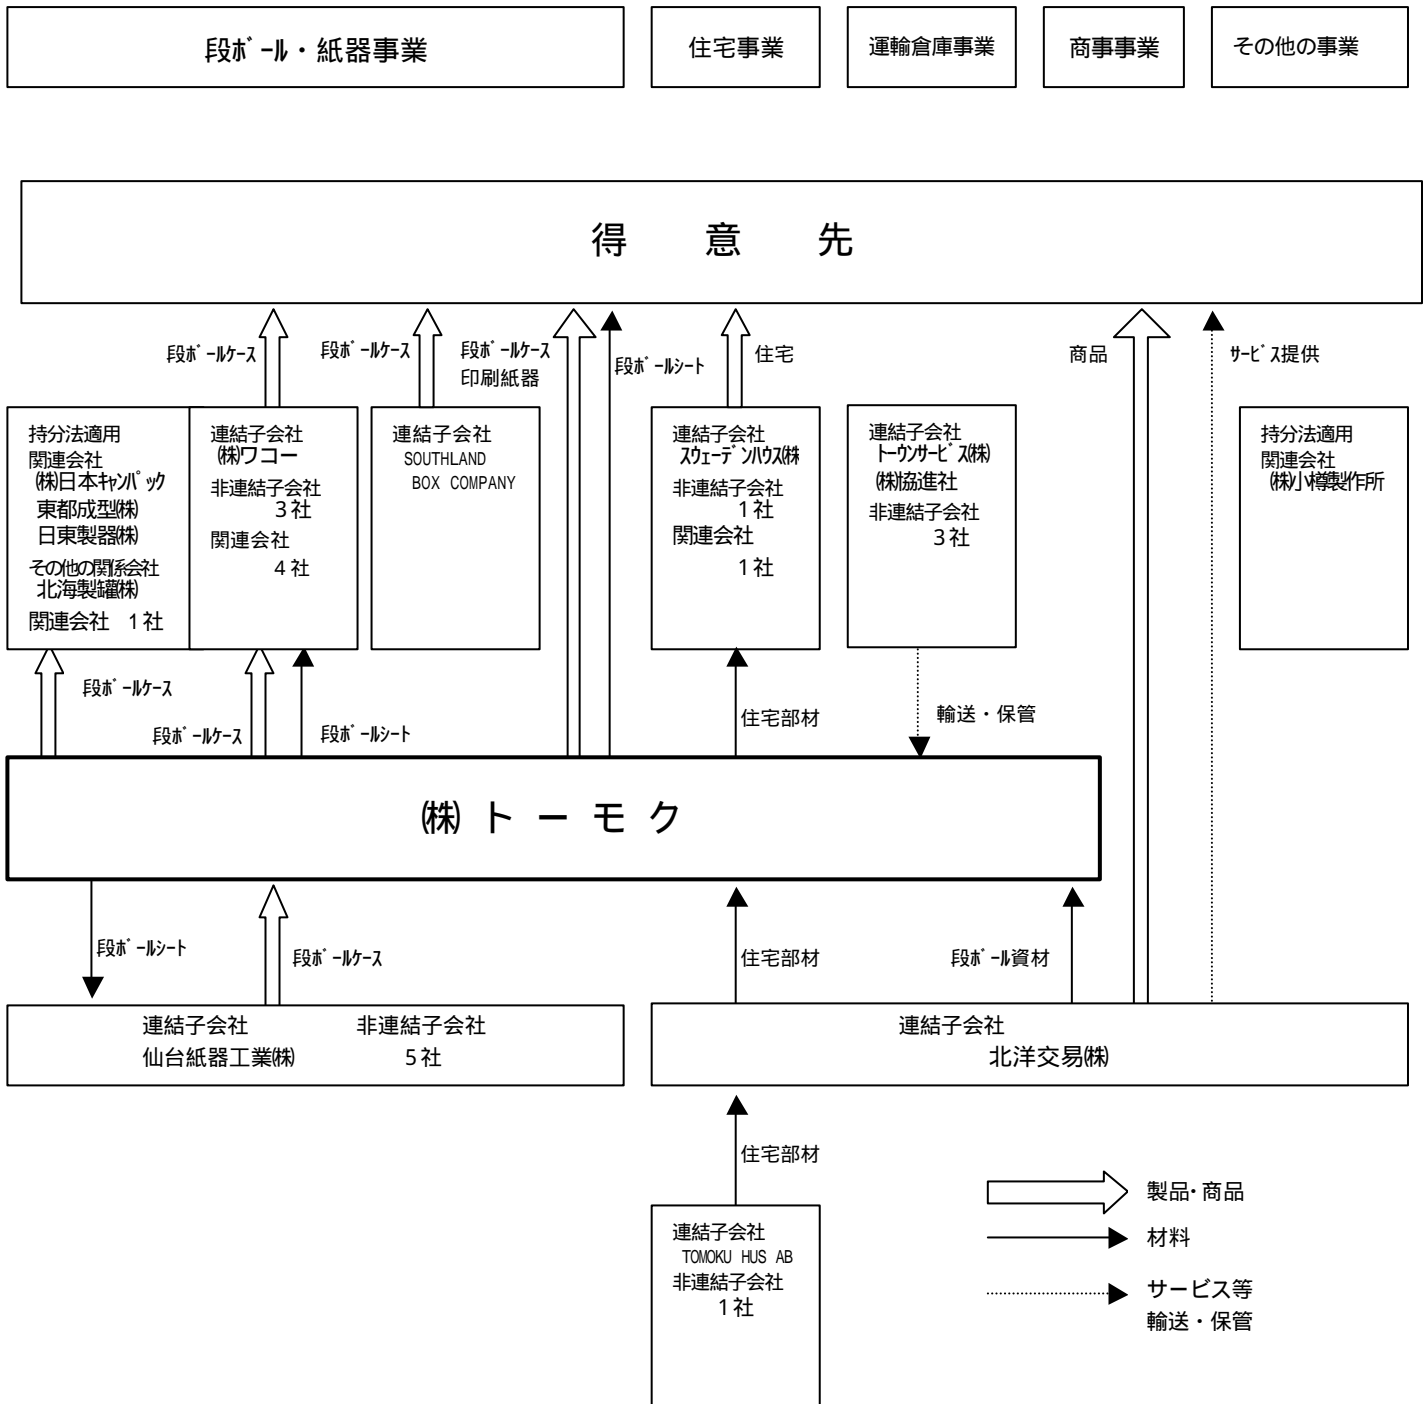 段ﾎﾞｰﾙ・紙器事業
住宅事業
運輸倉庫事業
商事事業
その他の事業
得　意　先
段ﾎﾞｰﾙｹｰｽ
段ﾎﾞｰﾙｹｰｽ
段ﾎﾞｰﾙｹｰｽ
印刷紙器
段ﾎﾞｰﾙｼｰﾄ
住宅
商品
ｻｰﾋﾞｽ提供
持分法適用
関連会社
㈱日本ｷｬﾝﾊﾟｯｸ
東都成型㈱
日東製器㈱
その他の関係会社
北海製罐㈱
関連会社　1社
連結子会社
㈱ワコー
非連結子会社
3社
関連会社
4社
連結子会社
SOUTHLAND
BOX COMPANY
連結子会社
ｽｳｪｰﾃﾞﾝﾊｳｽ㈱
非連結子会社
1社
関連会社
1社
連結子会社
ﾄｰｳﾝｻｰﾋﾞｽ㈱
㈱協進社
非連結子会社
3社
持分法適用
関連会社
㈱小樽製作所
段ﾎﾞｰﾙｹｰｽ
段ﾎﾞｰﾙｹｰｽ
段ﾎﾞｰﾙｼｰﾄ
住宅部材
輸送・保管
㈱トーモク
段ﾎﾞｰﾙｼｰﾄ
段ﾎﾞｰﾙｹｰｽ
住宅部材
段ﾎﾞｰﾙ資材
連結子会社　非連結子会社
仙台紙器工業㈱　5社
連結子会社
北洋交易㈱
住宅部材
連結子会社
TOMOKU HUS AB
非連結子会社
1社
製品・商品
材料
サービス等
輸送・保管